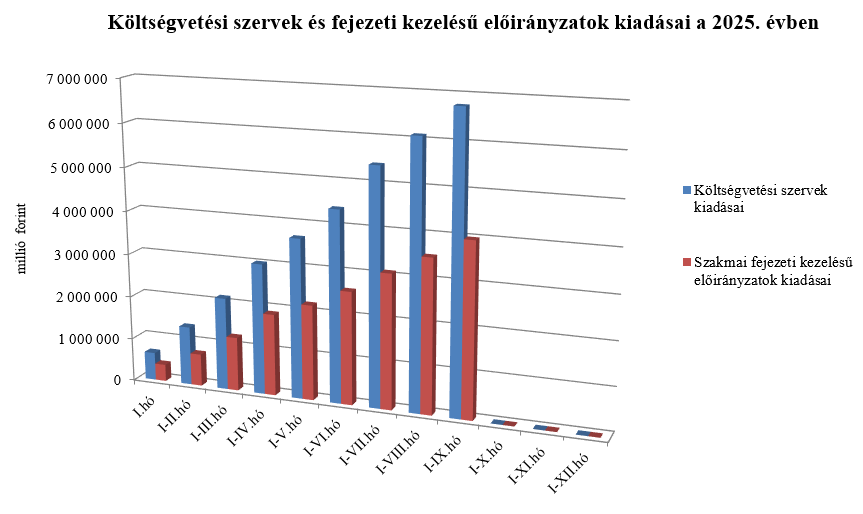 Költségvetési szervek és fejezeti kezelésű előirányzatok kiadásai a 2025. évben
7 000 000
6 000 000
5 000 000
4 000 000
3 000 000
2 000 000
1 000 000
0
millió forint
I.hó
I-II.hó
I-III.hó
I-IV.hó
I-V.hó
I-VI.hó
I-VII.hó
I-VIII.hó
I-IX.hó
I-X.hó
I-XI.hó
I-XII.hó
Költségvetési szervek
kiadásai
Szakmai fejezeti kezelésű
előirányzatok kiadásai